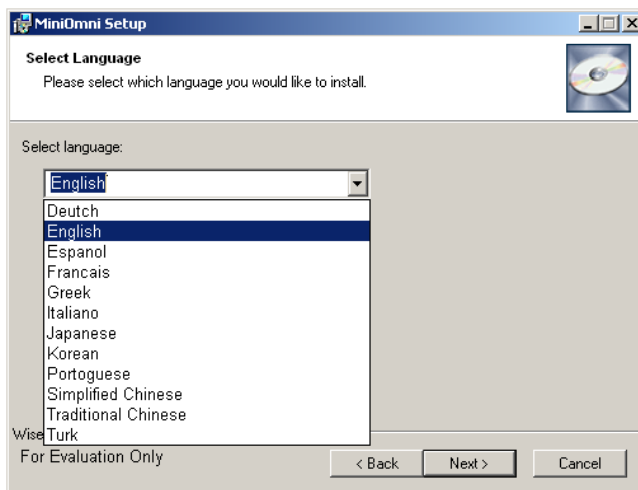 MiniOmni Setup
Select Language
Please select which language you would like to install.
Select language:
English
Deutch
English
Espanol
Francais
Greek
Italiano
Japanese
Korean
Portoguese
Simplified Chinese
Traditional Chinese
Turk
Wise
For Evaluation Only
< Back
Next >
Cancel